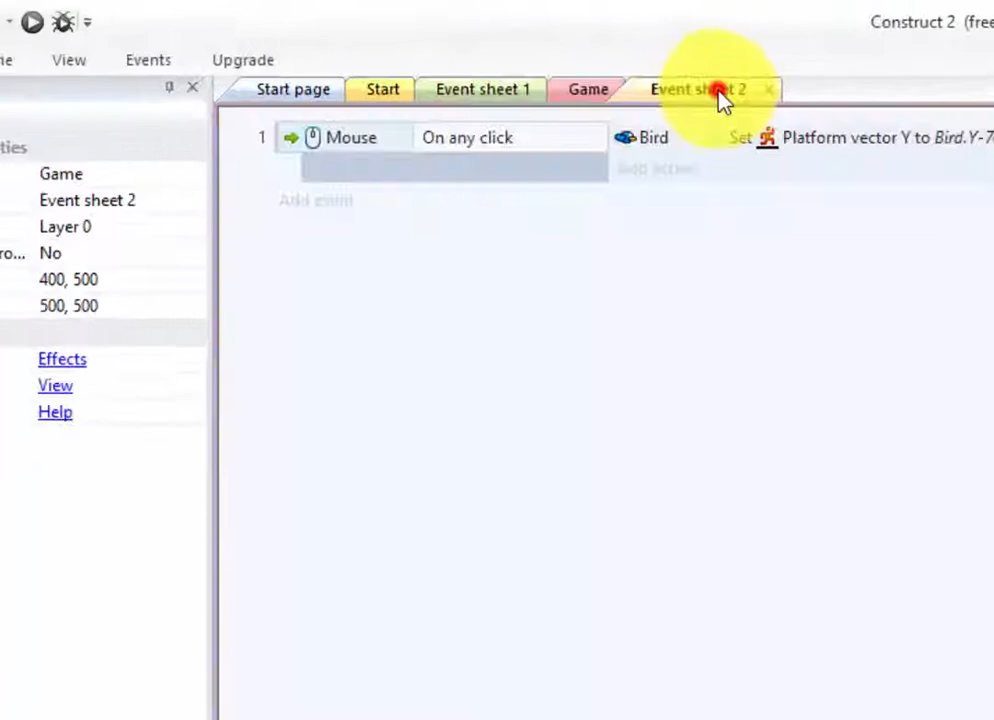 Construct 2 (free
View Events Upgrade
Start page Start Event sheet 1 Game Event sheet 2
1 Mouse On any click Bird Set Platform vector Y to Bird.Y-7
Add action
Add event
ties
Game
Event sheet 2
Layer 0
ro... No
400, 500
500, 500
Effects
View
Help